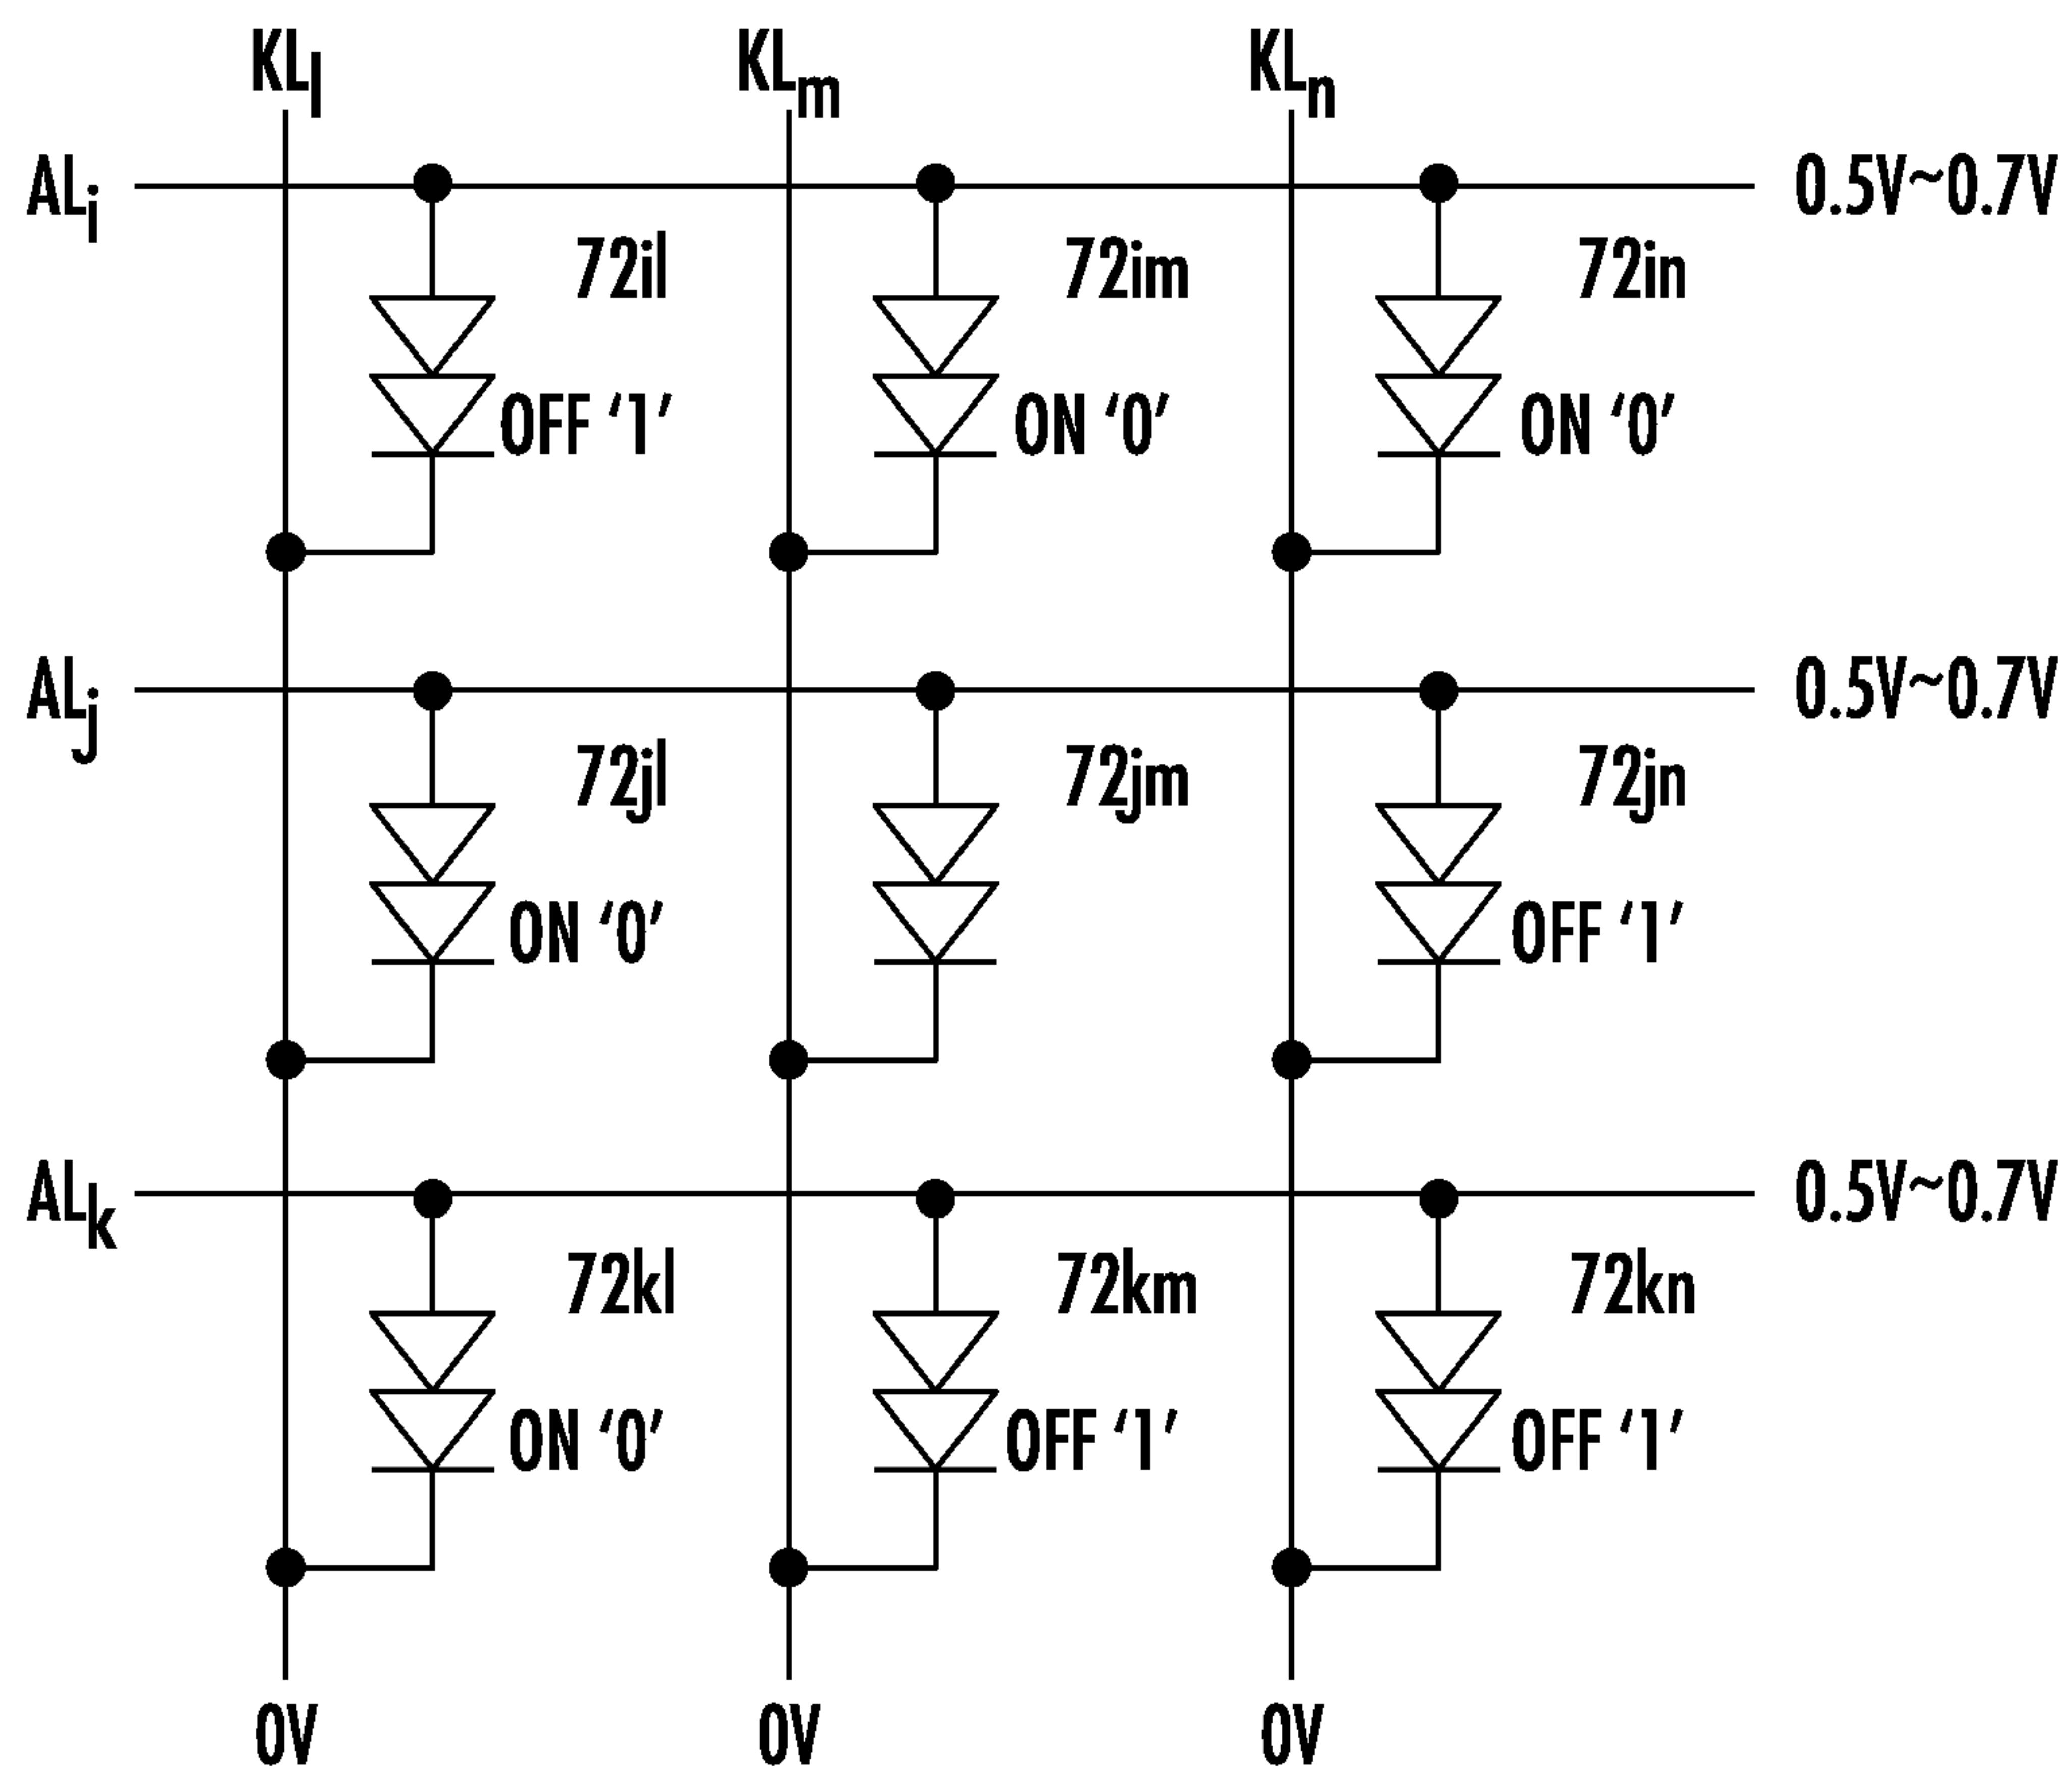 KLl KLm KLn
ALi 0.5V~0.7V
72il 72im 72in
OFF ‘1’ ON ‘0’ ON ‘0’
ALj 0.5V~0.7V
72jl 72jm 72jn
ON ‘0’ OFF ‘1’
ALk 0.5V~0.7V
72kl 72km 72kn
ON ‘0’ OFF ‘1’ OFF ‘1’
0V 0V 0V